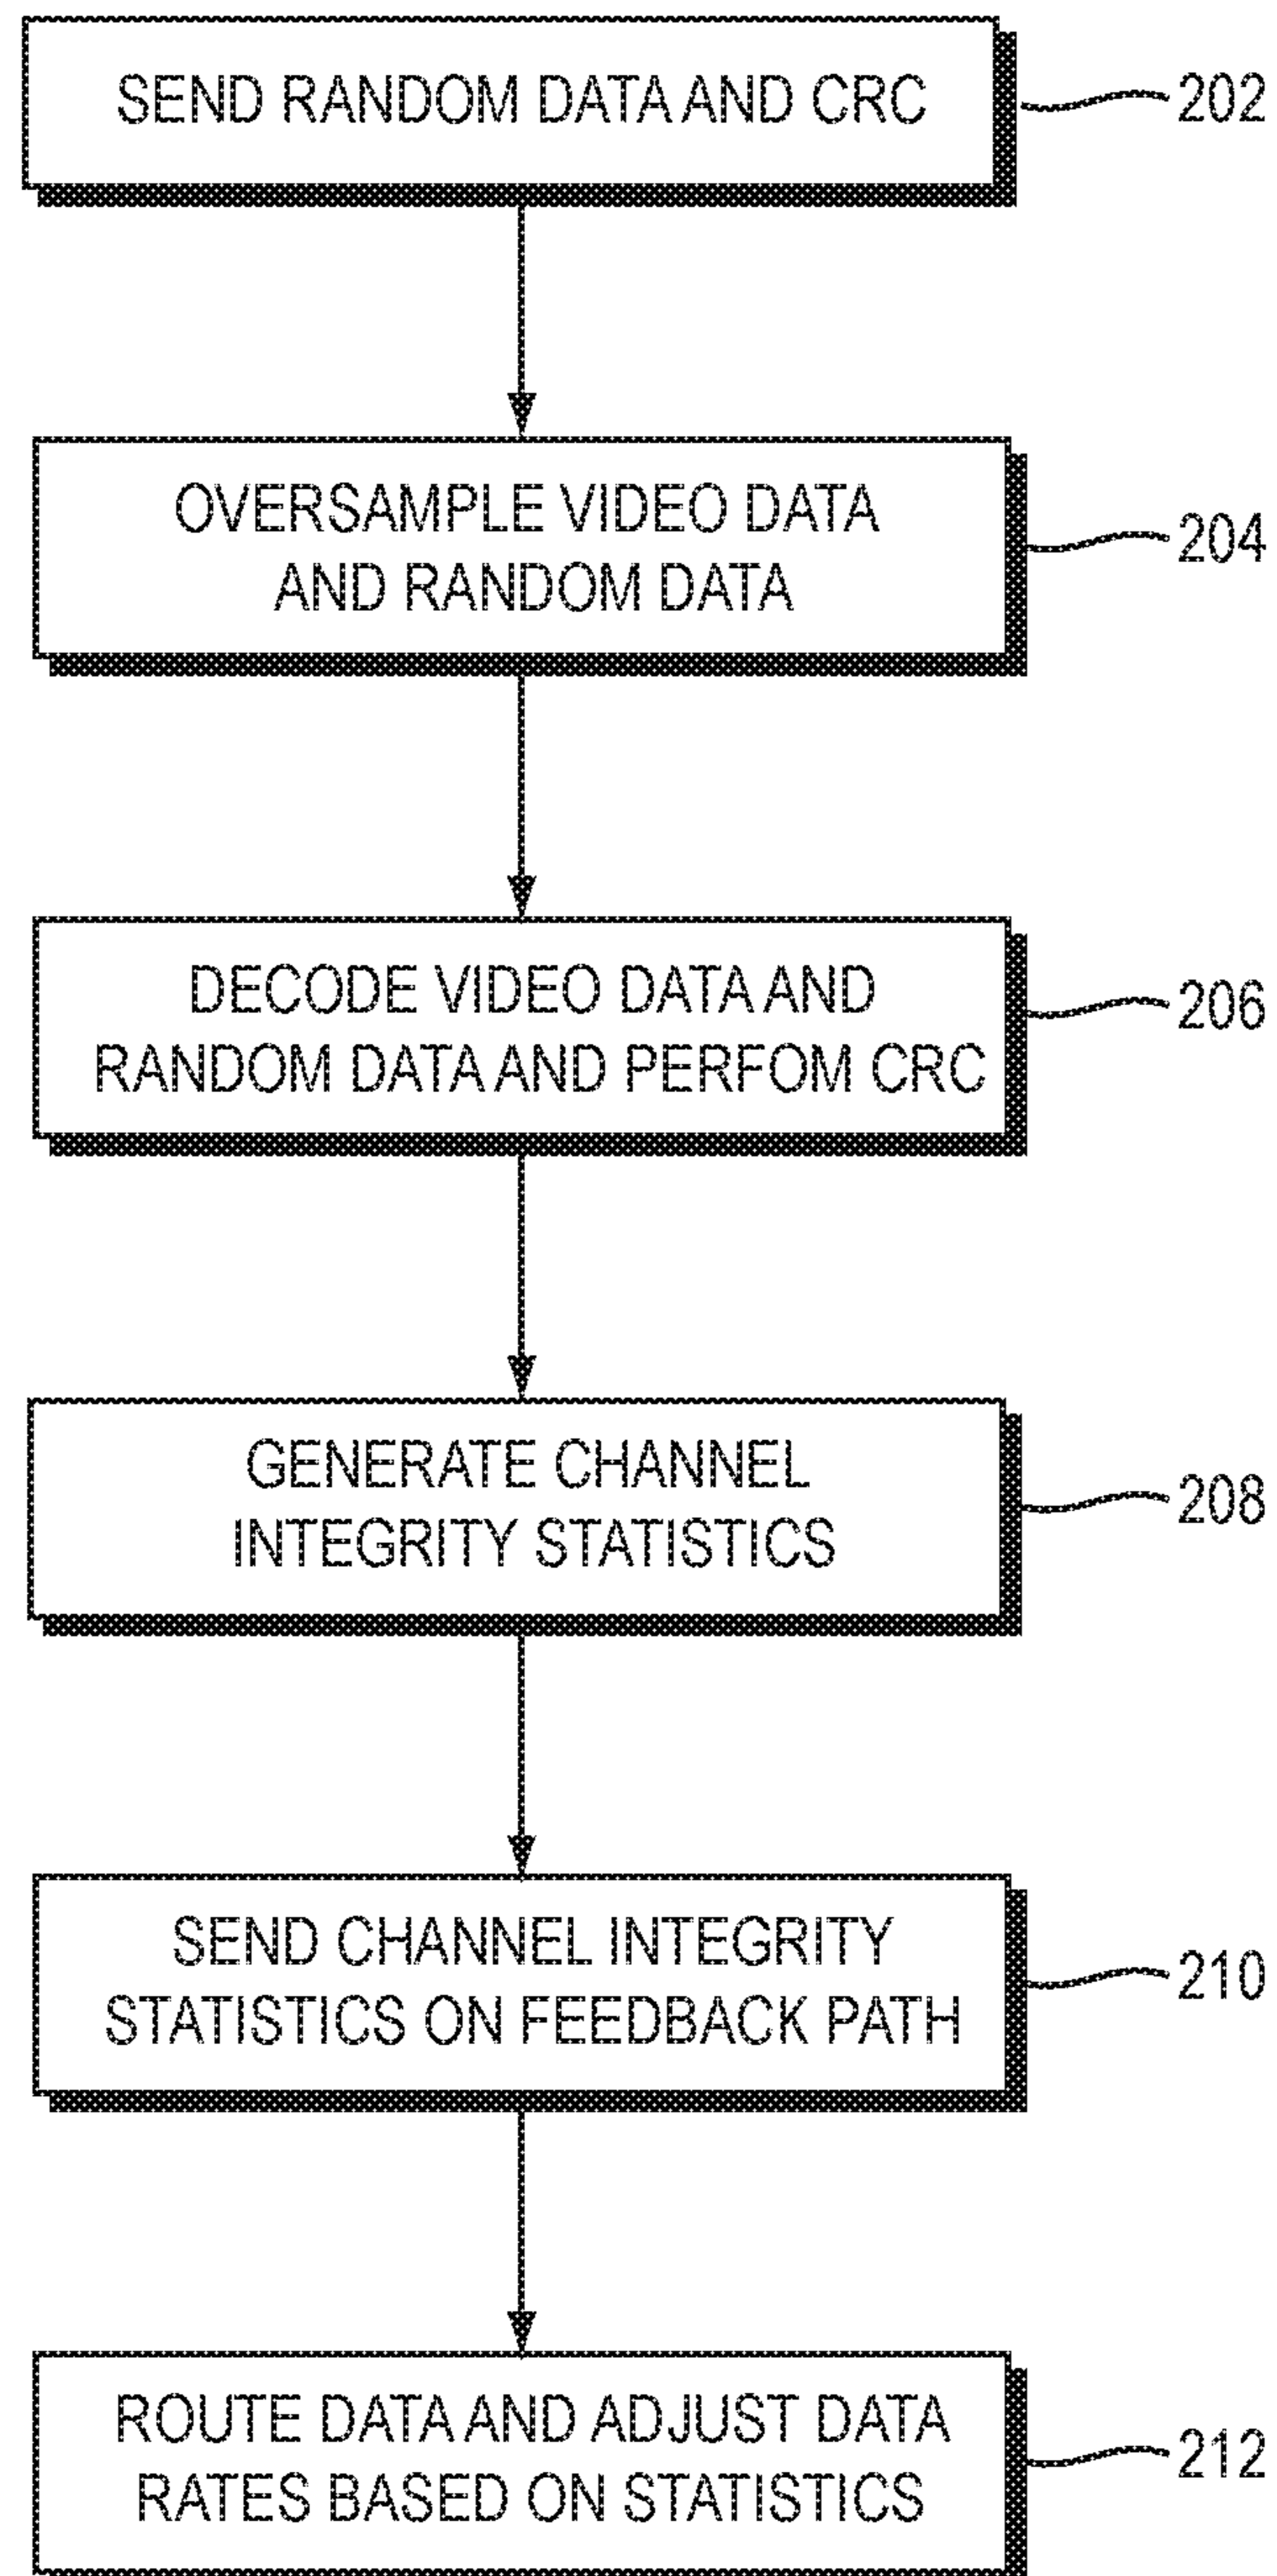 SEND RANDOM DATA AND CRC
202
OVERSAMPLE VIDEO DATA
AND RANDOM DATA
204
DECODE VIDEO DATA AND
RANDOM DATA AND PERFOM CRC
206
GENERATE CHANNEL
INTEGRITY STATISTICS
208
SEND CHANNEL INTEGRITY
STATISTICS ON FEEDBACK PATH
210
ROUTE DATA AND ADJUST DATA
RATES BASED ON STATISTICS
212